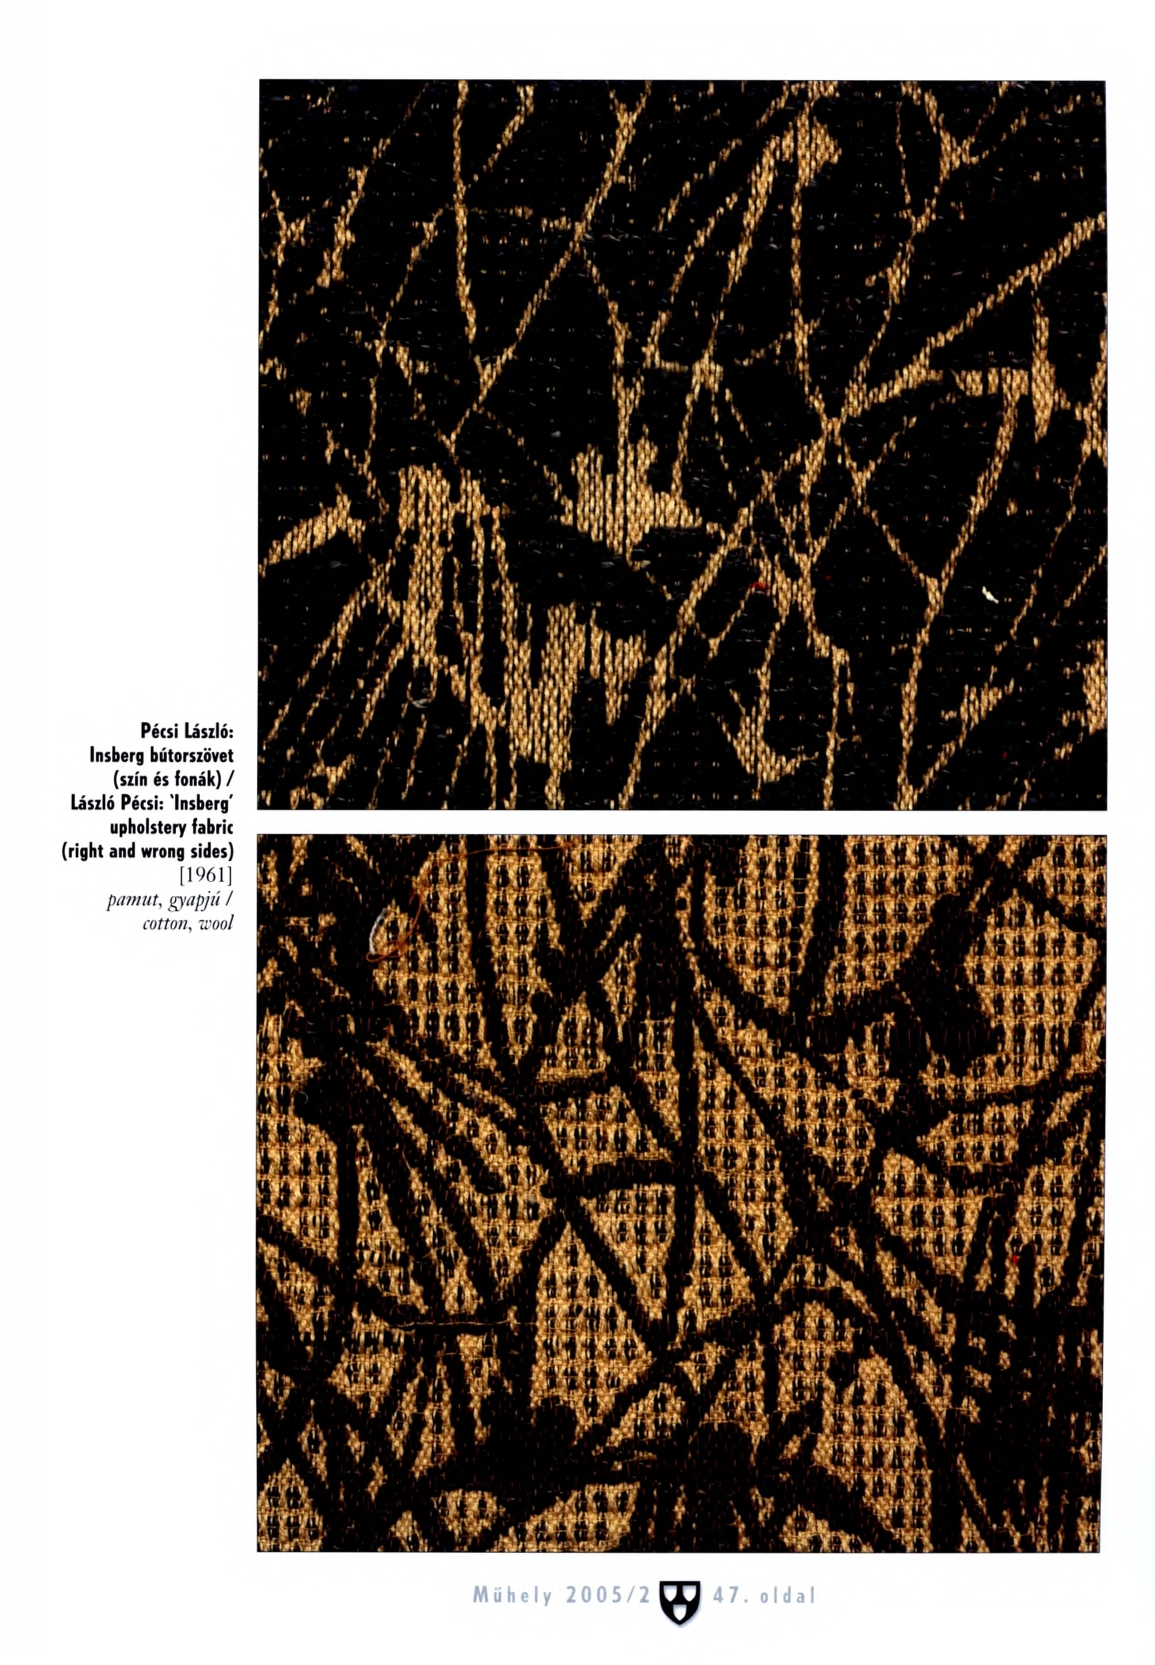 Pécsi László:
Insberg bútorszövet
(szín és fonák) /
László Pécsi: ‘Insberg’
upholstery fabric
(right and wrong sides)
[1961]
pamut, gyapjú /
cotton, wool
Műhely 2005/2 47. oldal